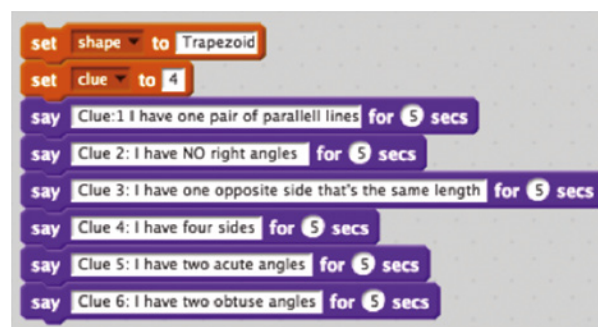 set shape to Trapezoid
set clue to 4
say Clue:1 I have one pair of parallell lines for 5 secs
say Clue 2: I have NO right angles for 5 secs
say Clue 3: I have one opposite side that's the same length for 5 secs
say Clue 4: I have four sides for 5 secs
say Clue 5: I have two acute angles for 5 secs
say Clue 6: I have two obtuse angles for 5 secs